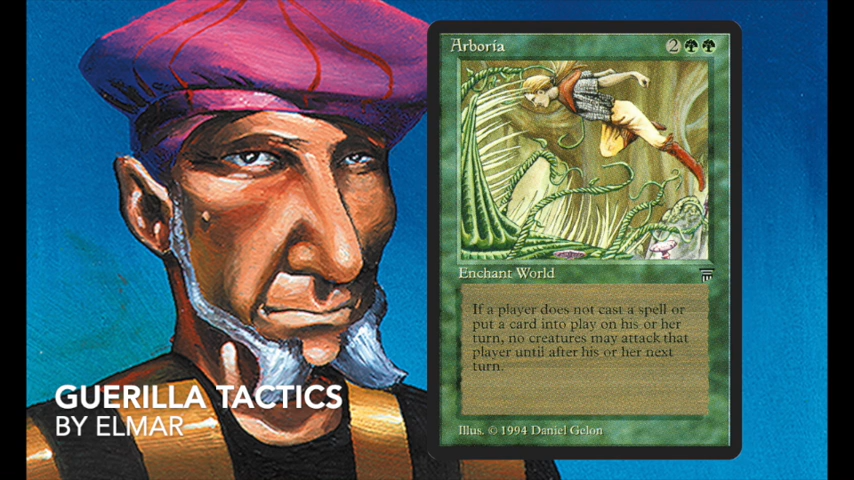 GUERILLA TACTICS
BY ELMAR
Arboria
2
Enchant World
If a player does not cast a spell or
put a card into play on his or her
turn, no creatures may attack that
player until after his or her next
turn.
Illus. © 1994 Daniel Gelon